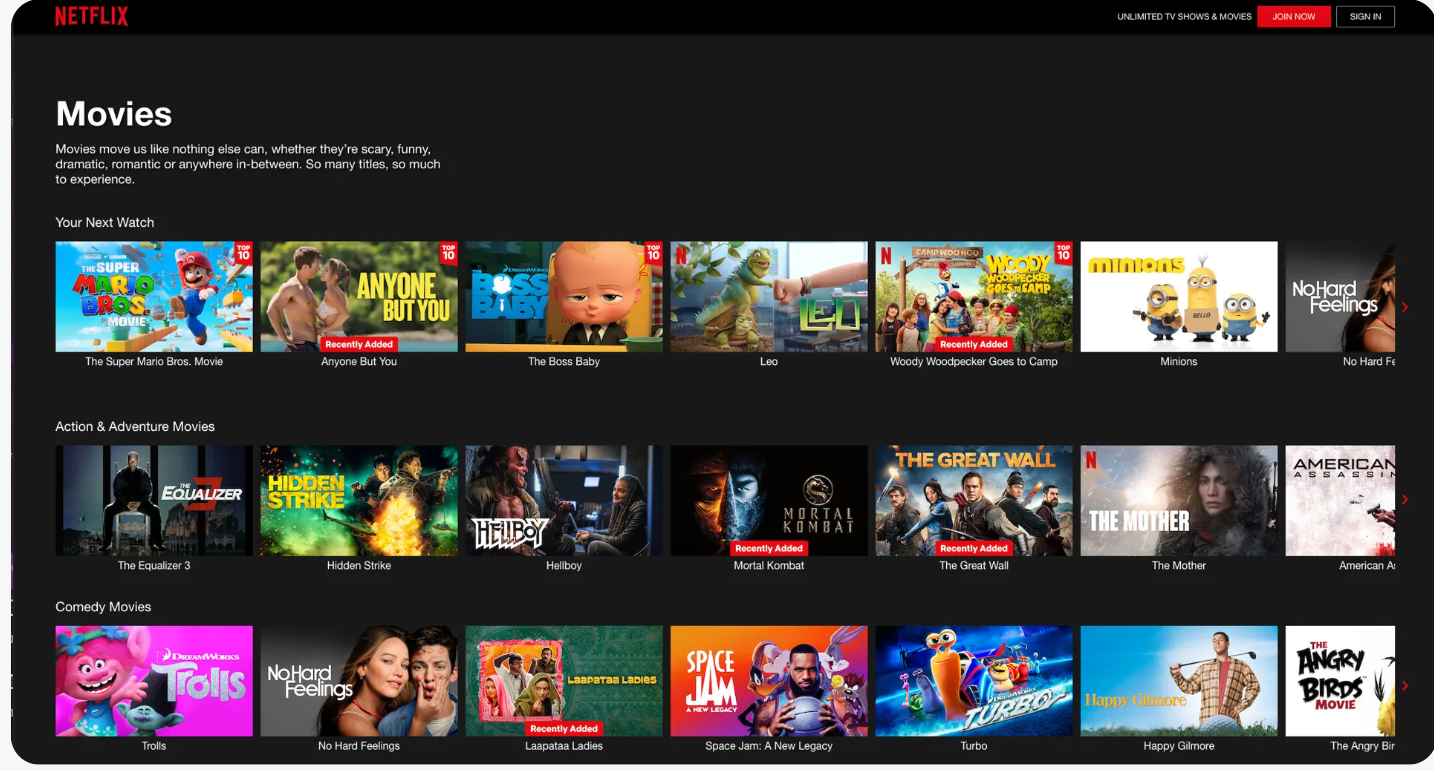 NETFLIX
UNLIMITED TV SHOWS & MOVIES
JOIN NOW
SIGN IN
Movies
Movies move us like nothing else can, whether they're scary, funny,
dramatic, romantic or anywhere in-between. So many titles, so much
to experience.
Your Next Watch
THE SUPER
MARIO
BROS.
MOVIE
TOP
10
ANYONE
BUT YOU
TOP
10
Recently Added
DREAMWORKS
BOSS
BABY
TOP
10
N
LEO
N
CAMP WOO HOO
WOODY
WOODPECKER
GOES TO CAMP
TOP
10
Recently Added
MINIONS
BELLO
No Hard
Feelings
The Super Mario Bros. Movie
Anyone But You
The Boss Baby
Leo
Woody Woodpecker Goes to Camp
Minions
No Hard Fe
Action & Adventure Movies
THE
EQUALIZER
3
HIDDEN
STRIKE
HELLBOY
MORTAL
KOMBAT
Recently Added
THE GREAT WALL
Recently Added
N
THE MOTHER
AMERICAN
ASSASSIN
The Equalizer 3
Hidden Strike
Hellboy
Mortal Kombat
The Great Wall
The Mother
American As
Comedy Movies
DREAMWORKS
Trolls
No Hard
Feelings
LAAPATAA LADIES
Recently Added
SPACE
JAM
A NEW LEGACY
DREAMWORKS
TURBO
Happy Gilmore
THE
ANGRY
BIRDS
MOVIE
Trolls
No Hard Feelings
Laapataa Ladies
Space Jam: A New Legacy
Turbo
Happy Gilmore
The Angry Bir